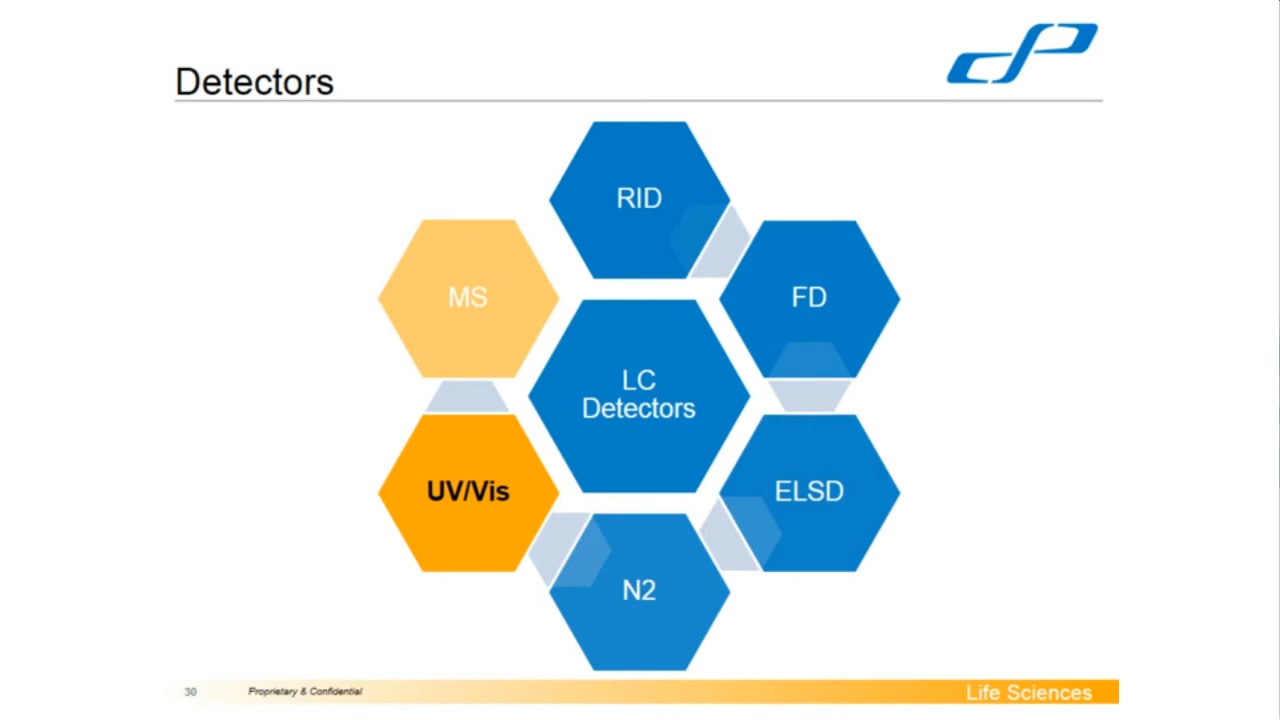 Detectors
RID
MS
FD
LC
Detectors
UV/Vis
ELSD
N2
30
Proprietary & Confidential
Life Sciences